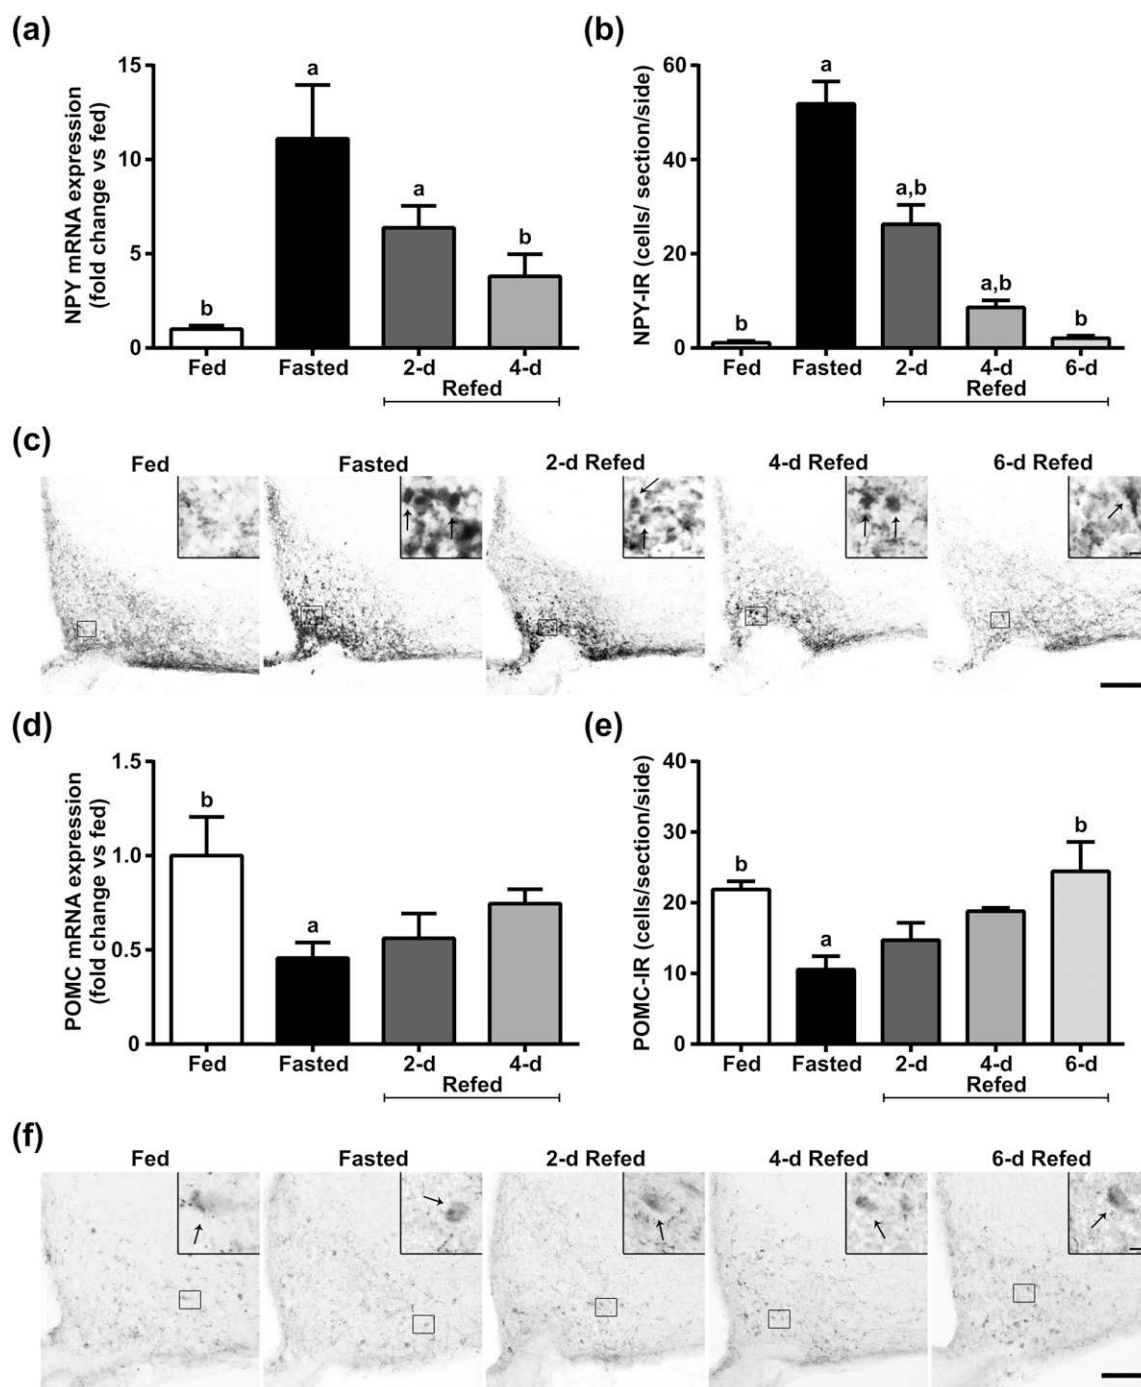 (a)
NPY mRNA expression
(fold change vs fed)
15
10
5
0
b
a
a
b
Fed Fasted 2-d 4-d
Refed
(b)
NPY-IR (cells/ section/side)
60
40
20
0
b
a
a,b
a,b
b
Fed Fasted 2-d 4-d 6-d
Refed
(c)
Fed Fasted 2-d Refed 4-d Refed 6-d Refed
(d)
POMC mRNA expression
(fold change vs fed)
1.5
1.0
0.5
0
b
a
Fed Fasted 2-d 4-d
Refed
(e)
POMC-IR (cells/section/side)
40
30
20
10
0
b
a
b
Fed Fasted 2-d 4-d 6-d
Refed
(f)
Fed Fasted 2-d Refed 4-d Refed 6-d Refed